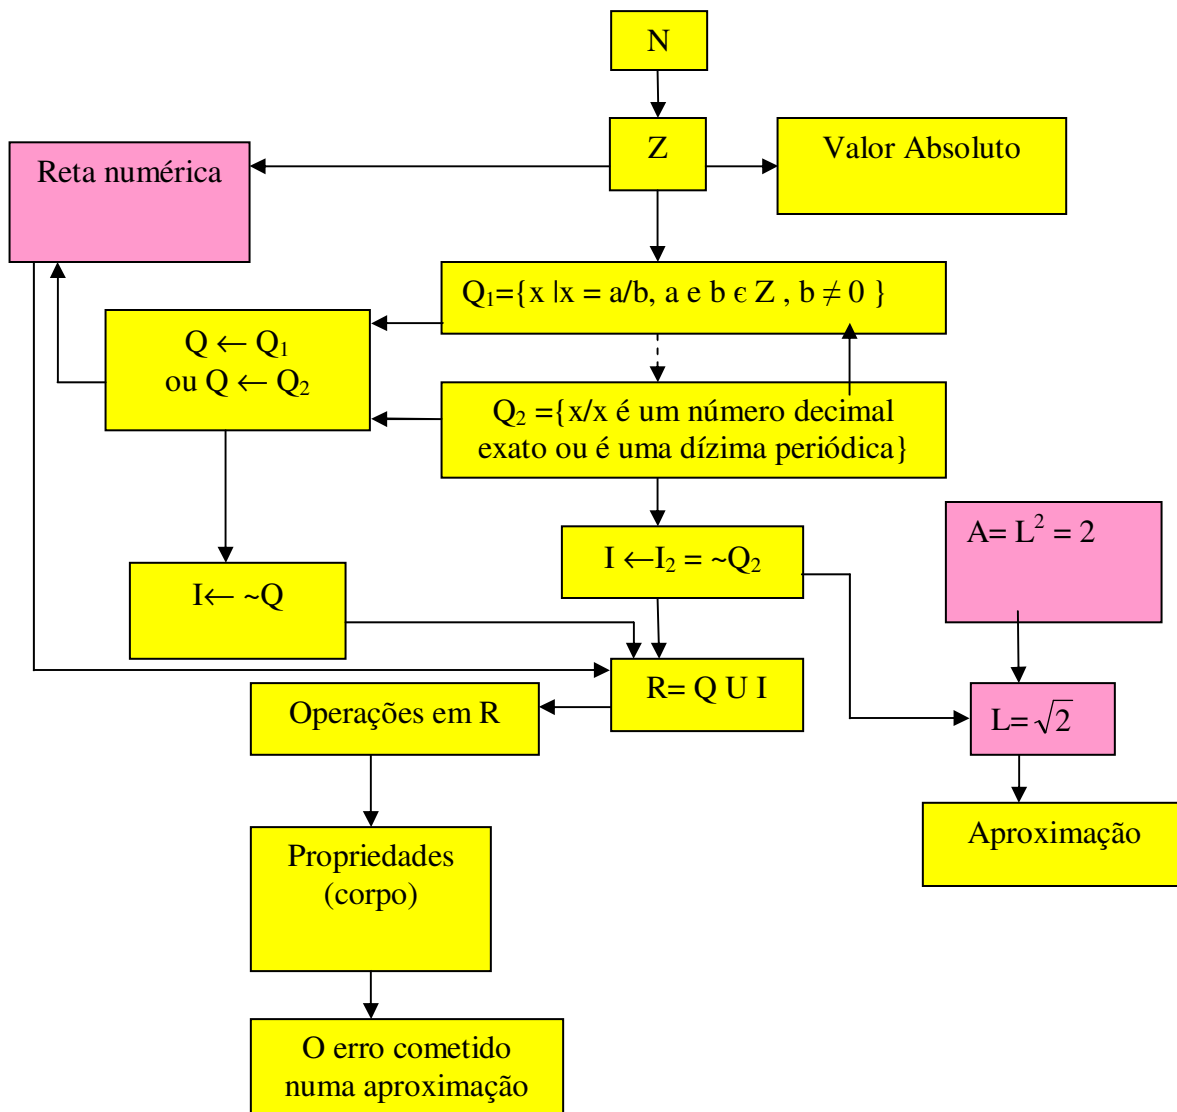 N
Z
Valor Absoluto
Reta numérica
Q₁={x |x = a/b, a e b є Z , b ≠ 0 }
Q ← Q₁
ou Q ← Q₂
Q₂ ={x/x é um número decimal
exato ou é uma dízima periódica}
A= L² = 2
I ←I₂ = ~Q₂
I← ~Q
R= Q U I
Operações em R
L= √2
Aproximação
Propriedades
(corpo)
O erro cometido
numa aproximação